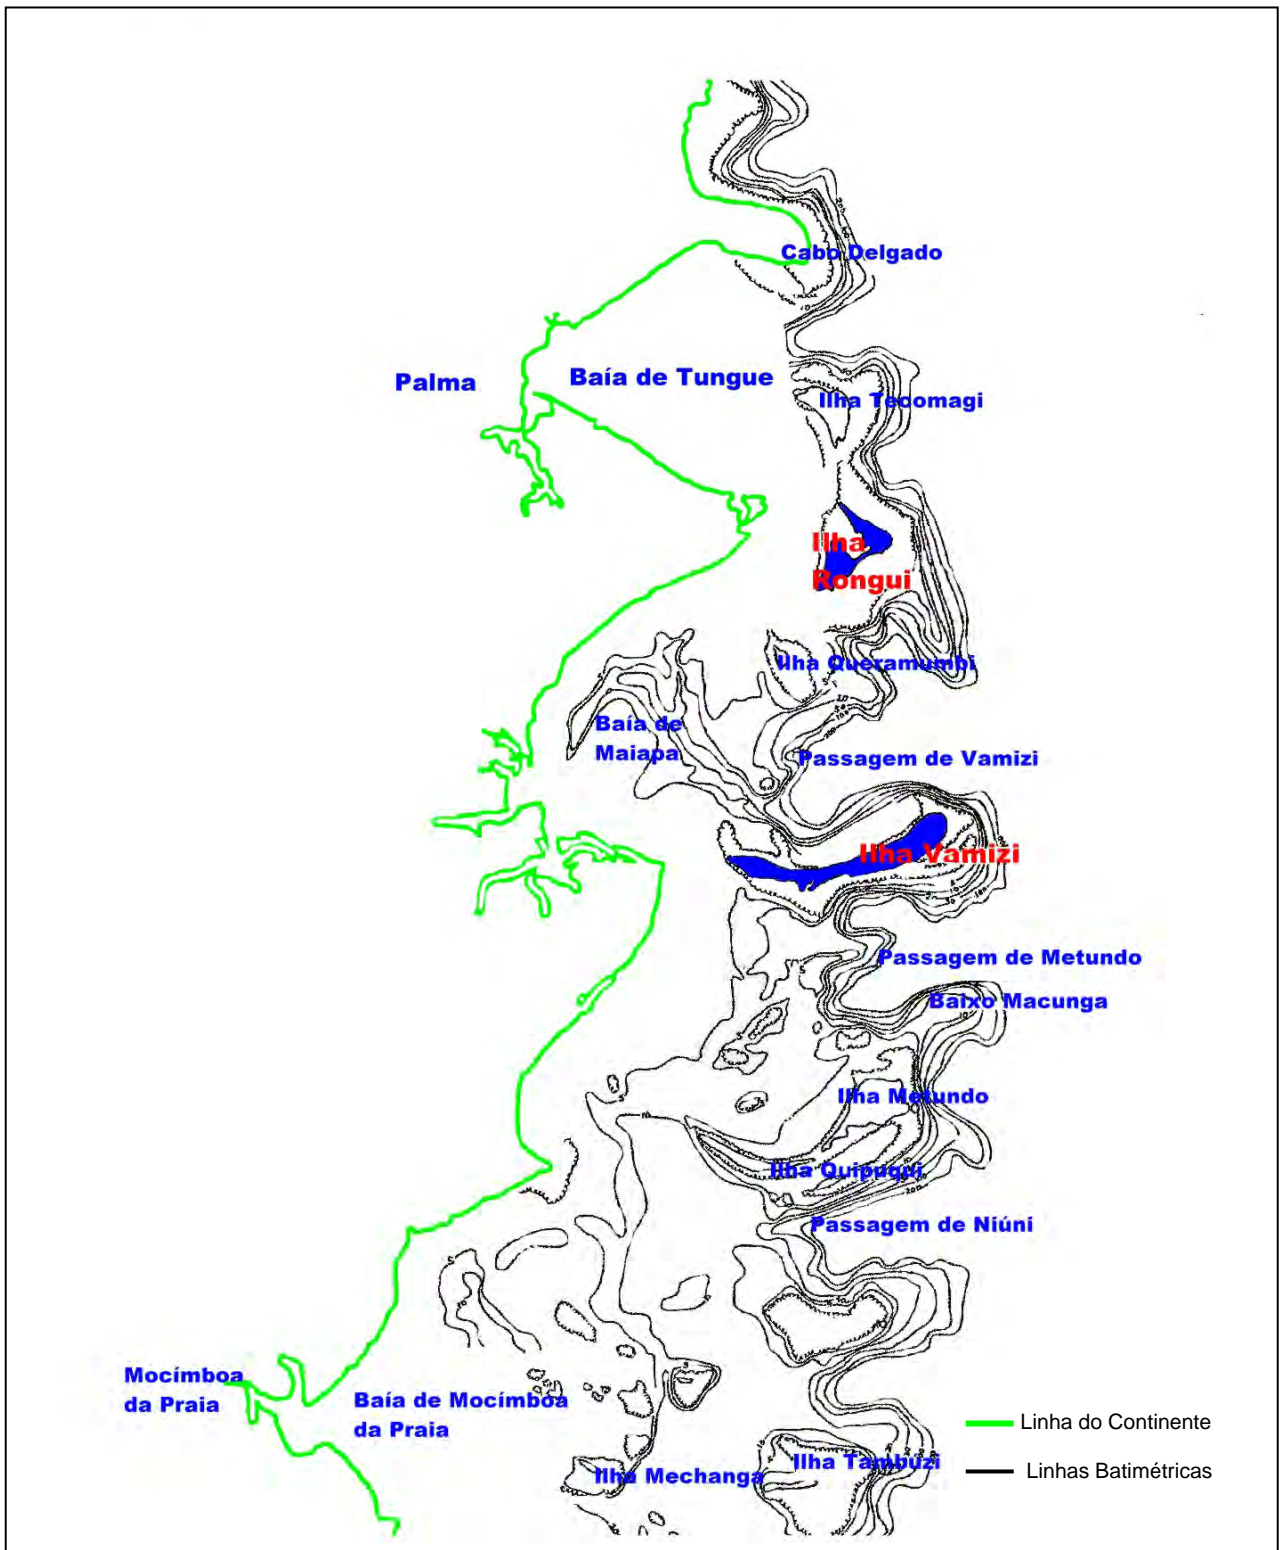 Cabo Delgado
Palma
Baía de Tungue
Ilha Tecomagi
Ilha
Rongui
Ilha Queramumbi
Baía de
Maiapa
Passagem de Vamizi
Ilha Vamizi
Passagem de Metundo
Baixo Macunga
Ilha Metundo
Ilha Quipuqui
Passagem de Niúni
Mocímboa
da Praia
Baía de Mocímboa
da Praia
Linha do Continente
Ilha Tambuzi
Ilha Mechanga
Linhas Batimétricas